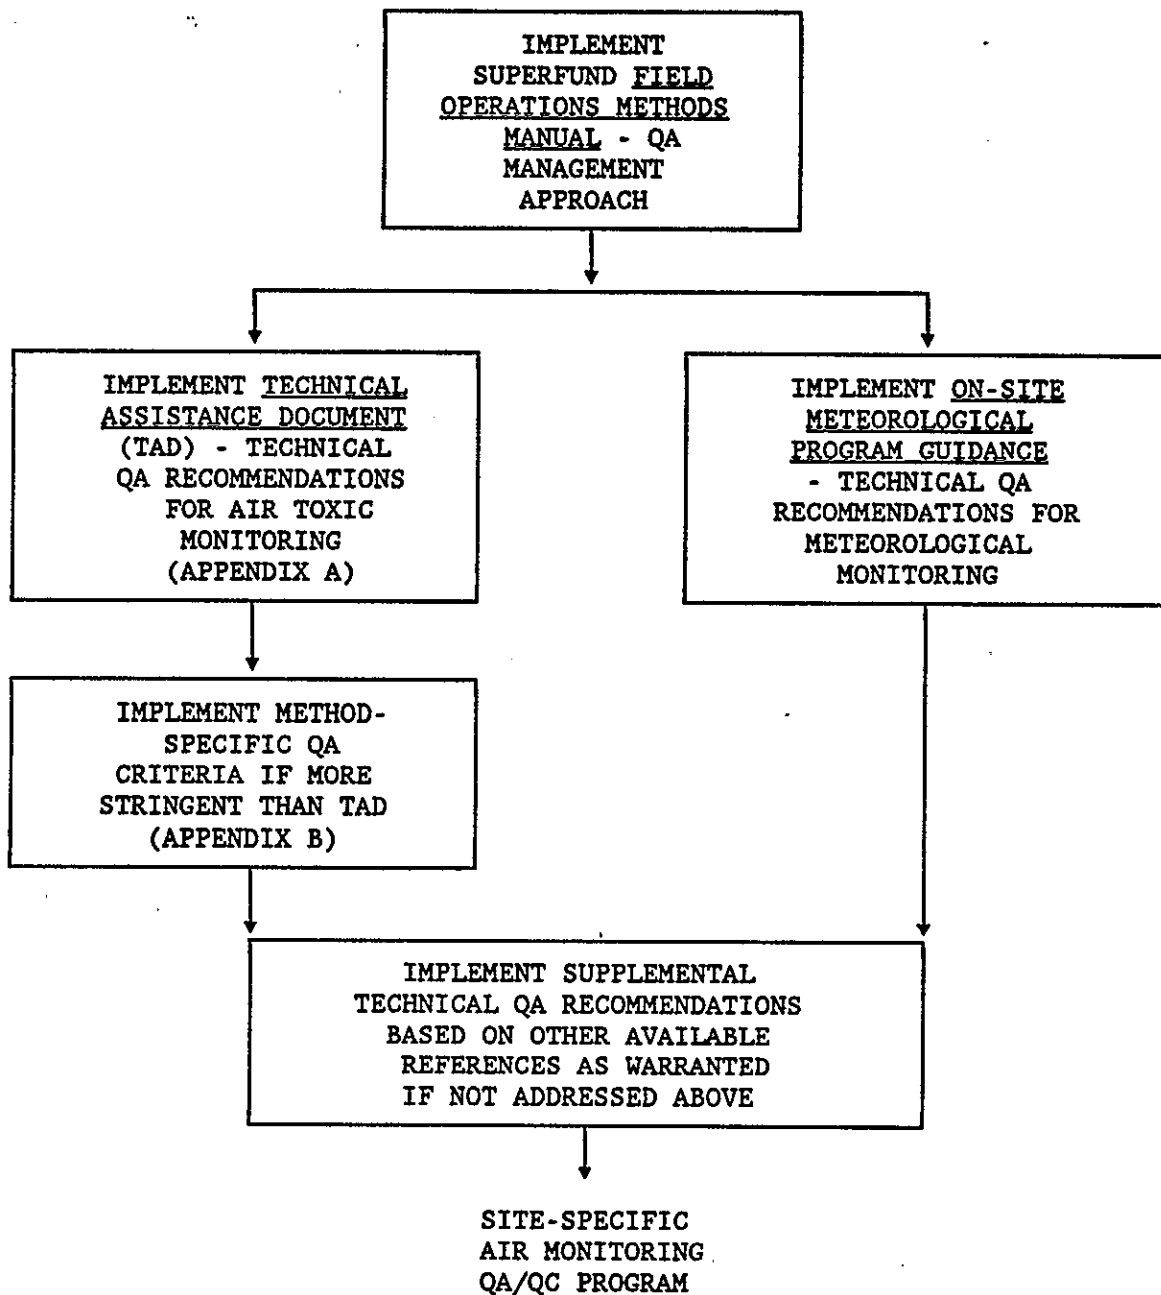 IMPLEMENT
SUPERFUND FIELD
OPERATIONS METHODS
MANUAL - QA
MANAGEMENT
APPROACH
IMPLEMENT TECHNICAL
ASSISTANCE DOCUMENT
(TAD) - TECHNICAL
QA RECOMMENDATIONS
FOR AIR TOXIC
MONITORING
(APPENDIX A)
IMPLEMENT ON-SITE
METEOROLOGICAL
PROGRAM GUIDANCE
- TECHNICAL QA
RECOMMENDATIONS FOR
METEOROLOGICAL
MONITORING
IMPLEMENT METHOD-
SPECIFIC QA
CRITERIA IF MORE
STRINGENT THAN TAD
(APPENDIX B)
IMPLEMENT SUPPLEMENTAL
TECHNICAL QA RECOMMENDATIONS
BASED ON OTHER AVAILABLE
REFERENCES AS WARRANTED
IF NOT ADDRESSED ABOVE
SITE-SPECIFIC
AIR MONITORING
QA/QC PROGRAM